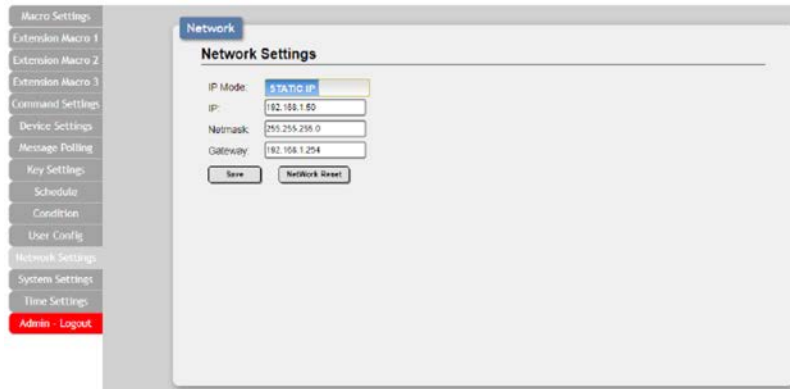 Macro Settings
Extension Macro 1
Extension Macro 2
Extension Macro 3
Command Settings
Device Settings
Message Polling
Key Settings
Schedule
Condition
User Config
Network Settings
System Settings
Time Settings
Admin - Logout
Network
Network Settings
IP Mode: STATIC IP
IP: 192.168.1.50
Netmask: 255.255.255.0
Gateway: 192.168.1.254
Save NetWork Reset